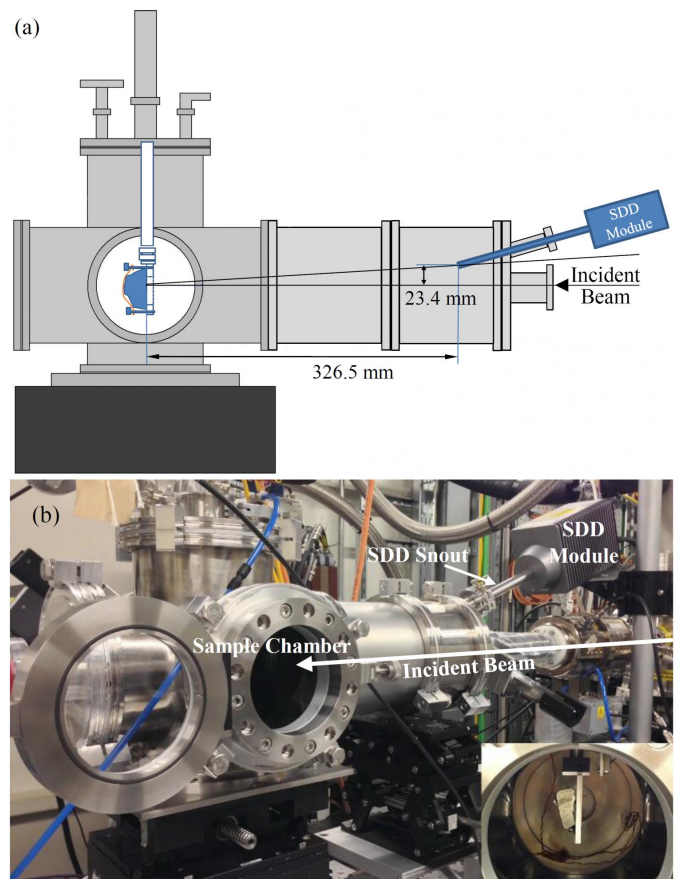 (a)
SDD
Module
Incident
Beam
23.4 mm
326.5 mm
(b)
SDD
Module
SDD Snout
Sample Chamber
Incident Beam